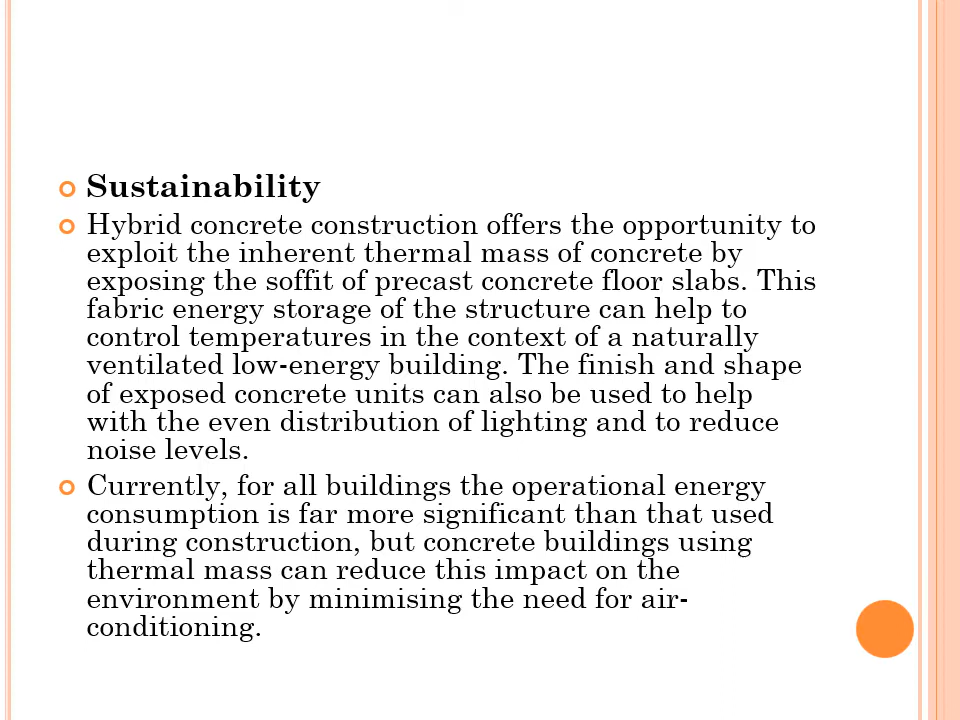 Sustainability
Hybrid concrete construction offers the opportunity to
exploit the inherent thermal mass of concrete by
exposing the soffit of precast concrete floor slabs. This
fabric energy storage of the structure can help to
control temperatures in the context of a naturally
ventilated low-energy building. The finish and shape
of exposed concrete units can also be used to help
with the even distribution of lighting and to reduce
noise levels.
Currently, for all buildings the operational energy
consumption is far more significant than that used
during construction, but concrete buildings using
thermal mass can reduce this impact on the
environment by minimising the need for air-
conditioning.